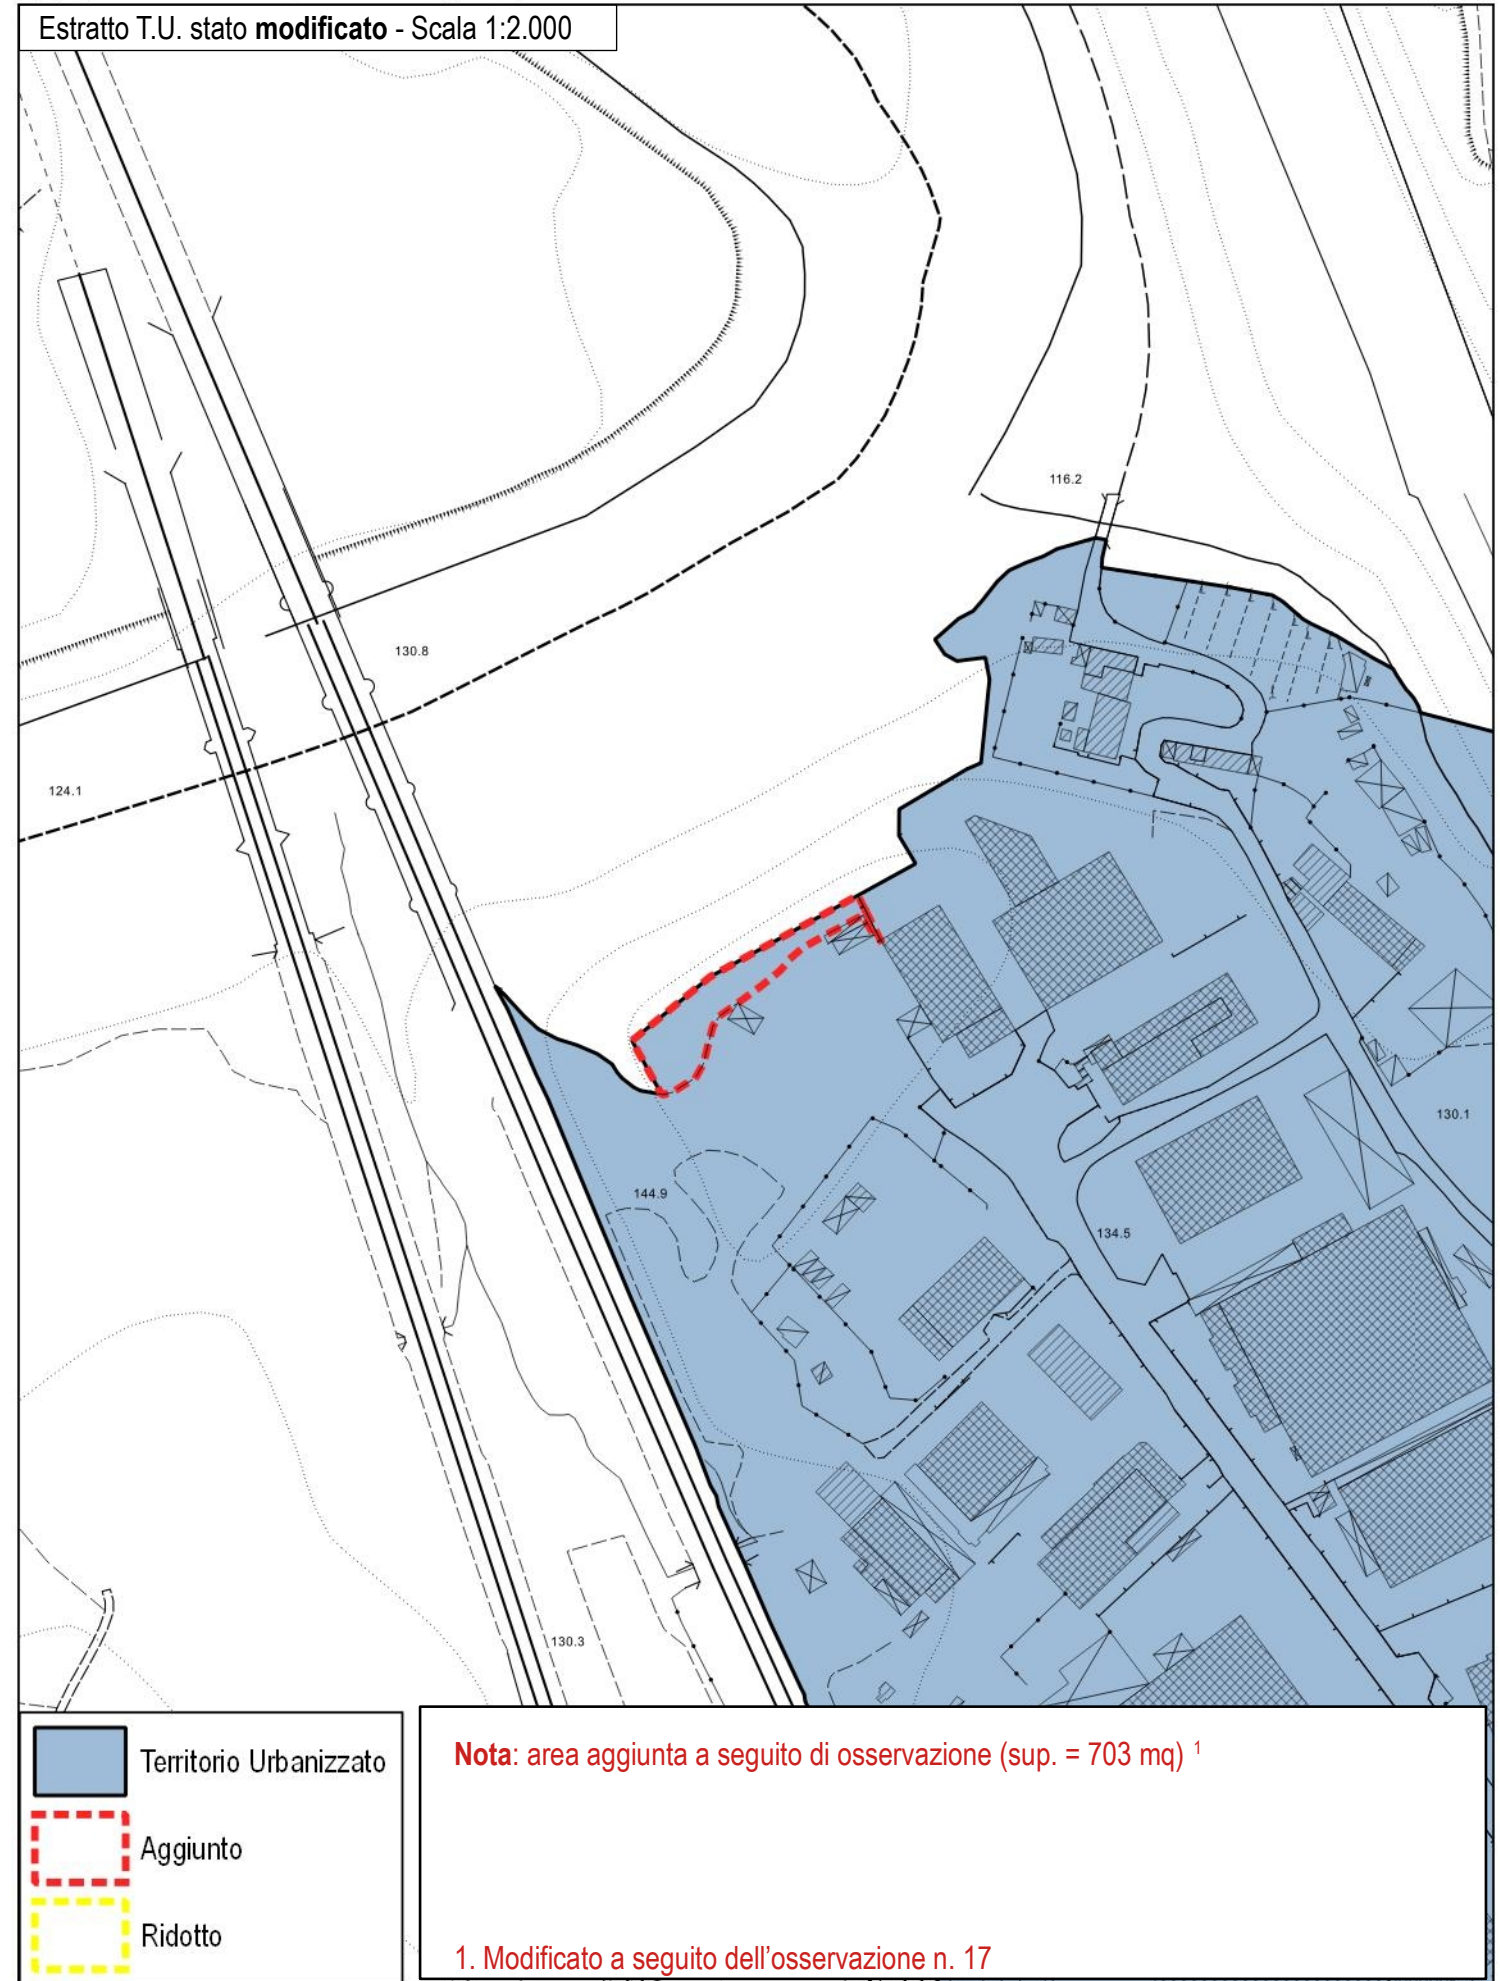 Estratto T.U. stato modificato - Scala 1:2.000
116.2
130.8
124.1
130.1
144.9
134.5
130.3
Territorio Urbanizzato
Aggiunto
Ridotto
Nota: area aggiunta a seguito di osservazione (sup. = 703 mq) 1
1. Modificato a seguito dell'osservazione n. 17